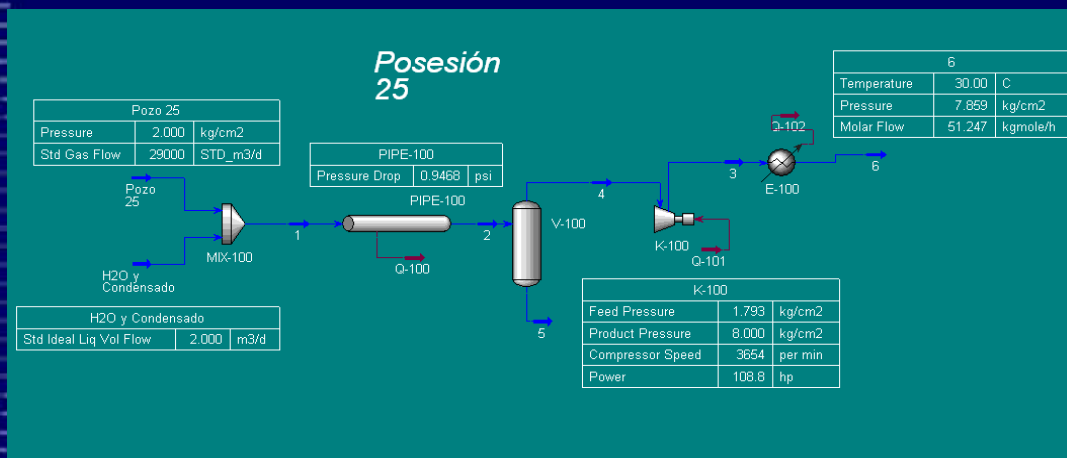 Posesión
25
Pozo 25
Pressure 2.000 kg/cm2
Std Gas Flow 29000 STD_m3/d
6
Temperature 30.00 C
Pressure 7.859 kg/cm2
Molar Flow 51.247 kgmole/h
PIPE-100
Pressure Drop 0.9468 psi
Pozo
25
MIX-100
H2O y
Condensado
1
PIPE-100
Q-100
2
V-100
4
5
K-100
Q-101
3
Q-102
E-100
6
H2O y Condensado
Std Ideal Liq Vol Flow 2.000 m3/d
K-100
Feed Pressure 1.793 kg/cm2
Product Pressure 8.000 kg/cm2
Compressor Speed 3654 per min
Power 108.8 hp